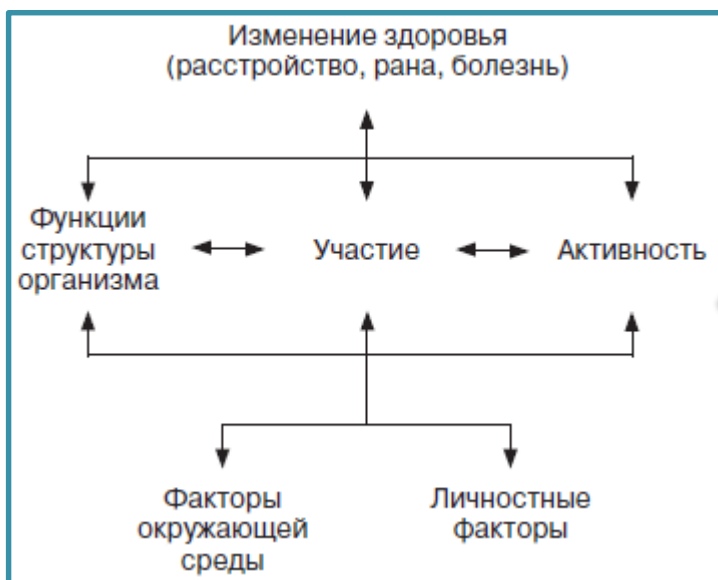 Изменение здоровья
(расстройство, рана, болезнь)
Функции
структуры
организма
Участие
Активность
Факторы
окружающей
среды
Личностные
факторы